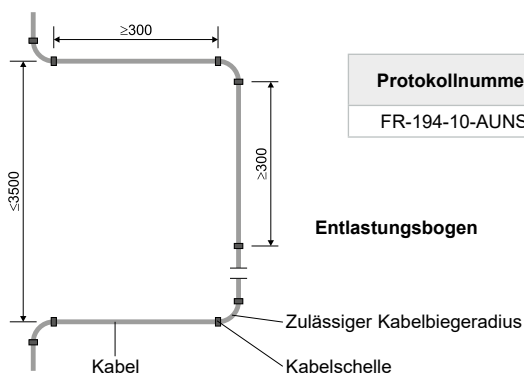 ≥300
Protokollnumme
FR-194-10-AUNS
≤3500
≥300
Entlastungsbogen
Zulässiger Kabelbiegeradius
Kabel
Kabelschelle